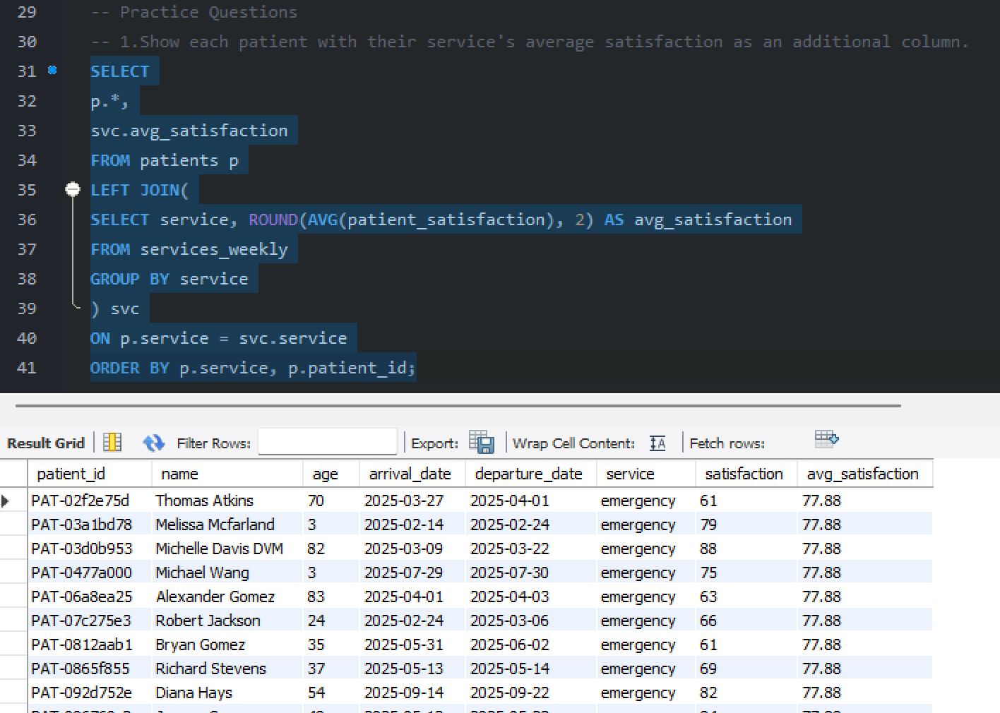 29 -- Practice Questions
30 -- 1.Show each patient with their service's average satisfaction as an additional column.
31 SELECT
32 p.*,
33 svc.avg_satisfaction
34 FROM patients p
35 LEFT JOIN(
36 SELECT service, ROUND(AVG(patient_satisfaction), 2) AS avg_satisfaction
37 FROM services_weekly
38 GROUP BY service
39 ) svc
40 ON p.service = svc.service
41 ORDER BY p.service, p.patient_id;
Result Grid Filter Rows: Export: Wrap Cell Content: IA Fetch rows:
patient_id name age arrival_date departure_date service satisfaction avg_satisfaction
PAT-02f2e75d Thomas Atkins 70 2025-03-27 2025-04-01 emergency 61 77.88
PAT-03a1bd78 Melissa Mcfarland 3 2025-02-14 2025-02-24 emergency 79 77.88
PAT-03d0b953 Michelle Davis DVM 82 2025-03-09 2025-03-22 emergency 88 77.88
PAT-0477a000 Michael Wang 3 2025-07-29 2025-07-30 emergency 75 77.88
PAT-06a8ea25 Alexander Gomez 83 2025-04-01 2025-04-03 emergency 63 77.88
PAT-07c275e3 Robert Jackson 24 2025-02-24 2025-03-06 emergency 66 77.88
PAT-0812aab1 Bryan Gomez 35 2025-05-31 2025-06-02 emergency 61 77.88
PAT-0865f855 Richard Stevens 37 2025-05-13 2025-05-14 emergency 69 77.88
PAT-092d752e Diana Hays 54 2025-09-14 2025-09-22 emergency 82 77.88